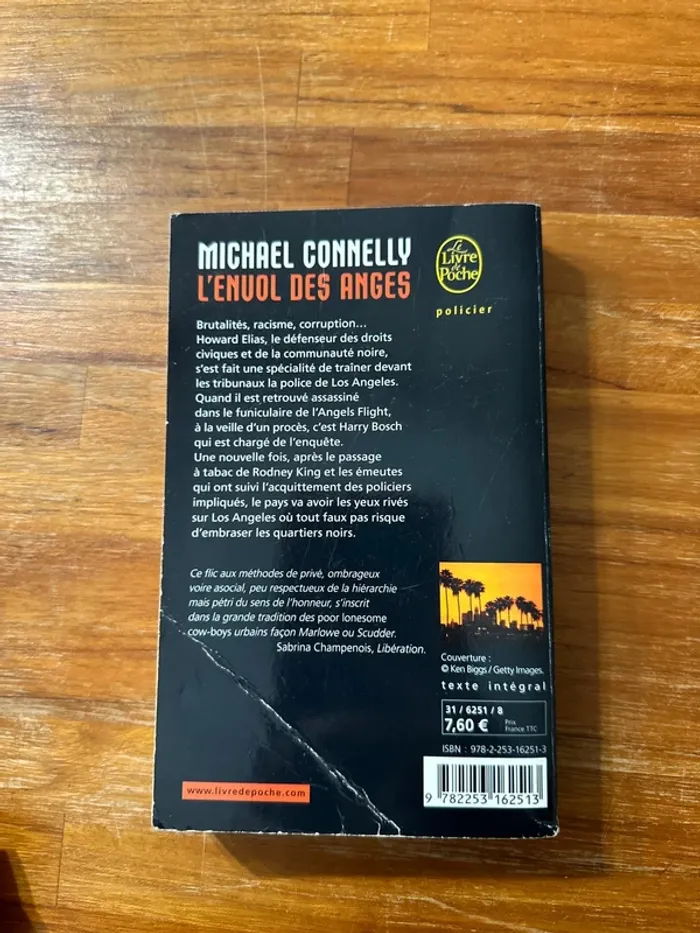 MICHAEL CONNELLY
L'ENVOL DES ANGES
Le
Livre
de
Poche
policier
Brutalités, racisme, corruption...
Howard Elias, le défenseur des droits
civiques et de la communauté noire,
s'est fait une spécialité de traîner devant
les tribunaux la police de Los Angeles.
Quand il est retrouvé assassiné
dans le funiculaire de l'Angels Flight,
à la veille d'un procès, c'est Harry Bosch
qui est chargé de l'enquête.
Une nouvelle fois, après le passage
à tabac de Rodney King et les émeutes
qui ont suivi l'acquittement des policiers
impliqués, le pays va avoir les yeux rivés
sur Los Angeles où tout faux pas risque
d'embraser les quartiers noirs.
Ce flic aux méthodes de privé, ombrageux
voire asocial, peu respectueux de la hiérarchie
mais pétri du sens de l'honneur, s'inscrit
dans la grande tradition des poor lonesome
cow-boys urbains façon Marlowe ou Scudder.
Sabrina Champenois, Libération.
Couverture :
© Ken Biggs / Getty Images.
texte intégral
31 / 6251 / 8
7,60 € Prix
France TTC
ISBN : 978-2-253-16251-3
9 782253 162513
www.livredepoche.com